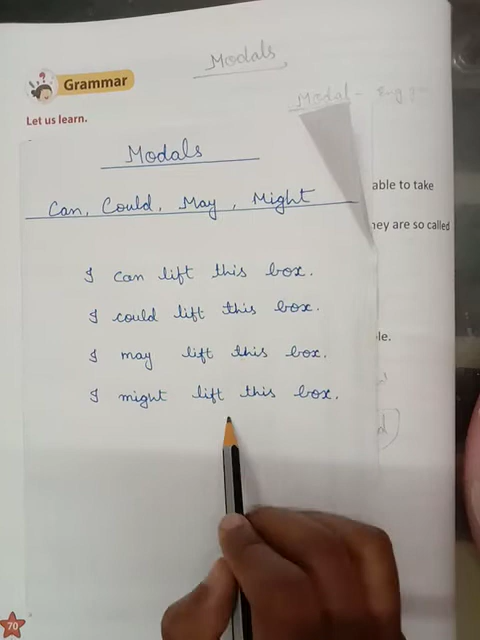 Modals
Grammar
Modal -
Let us learn.
Modals
able to take
Can, Could, May, Might
hey are so called
I can lift this box.
I could lift this box.
le.
I may lift this box.
I might lift this box.
70